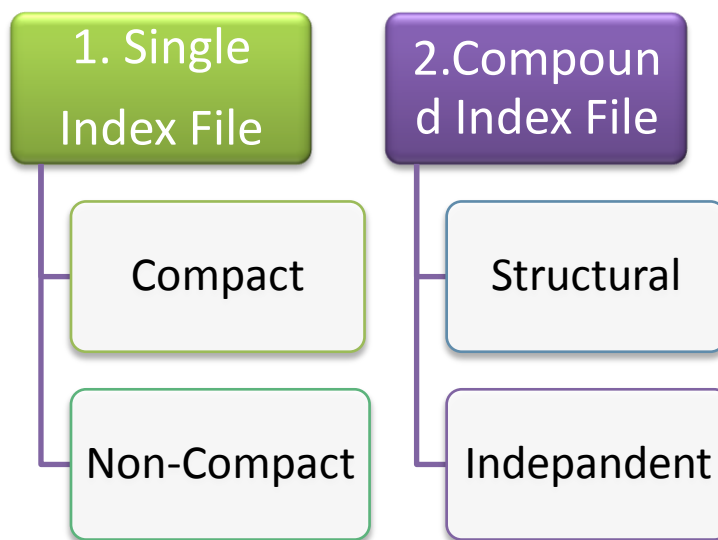 1. Single
Index File
Compact
Non-Compact
2.Compoun
d Index File
Structural
Indepandent